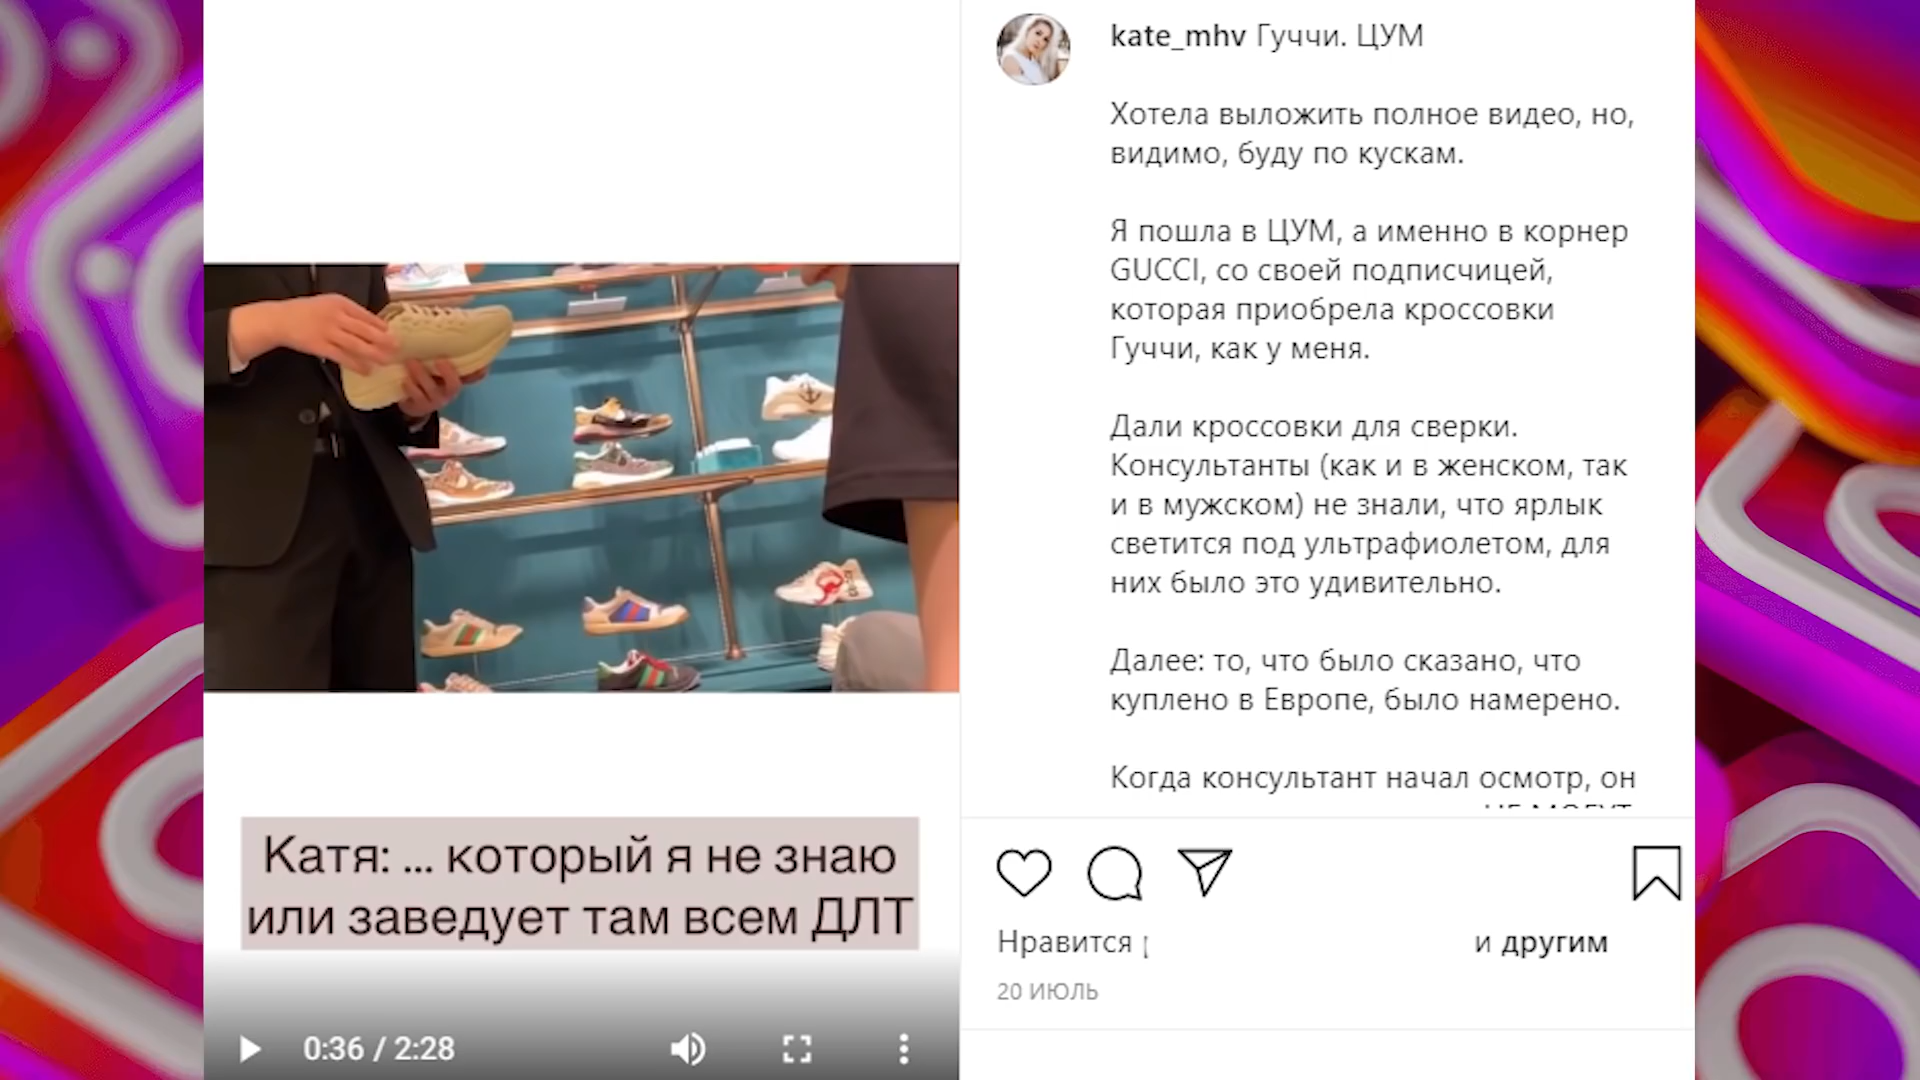 kate_mhv Гуччи. ЦУМ
Хотела выложить полное видео, но,
видимо, буду по кускам.
Я пошла в ЦУМ, а именно в корнер
GUCCI, со своей подписчицей,
которая приобрела кроссовки
Гуччи, как у меня.
Дали кроссовки для сверки.
Консультанты (как и в женском, так
и в мужском) не знали, что ярлык
светится под ультрафиолетом, для
них было это удивительно.
Далее: то, что было сказано, что
куплено в Европе, было намерено.
Когда консультант начал осмотр, он
Катя: ... который я не знаю
или заведует там всем ДЛТ
0:36 / 2:28
Нравится и другим
20 ИЮЛЬ